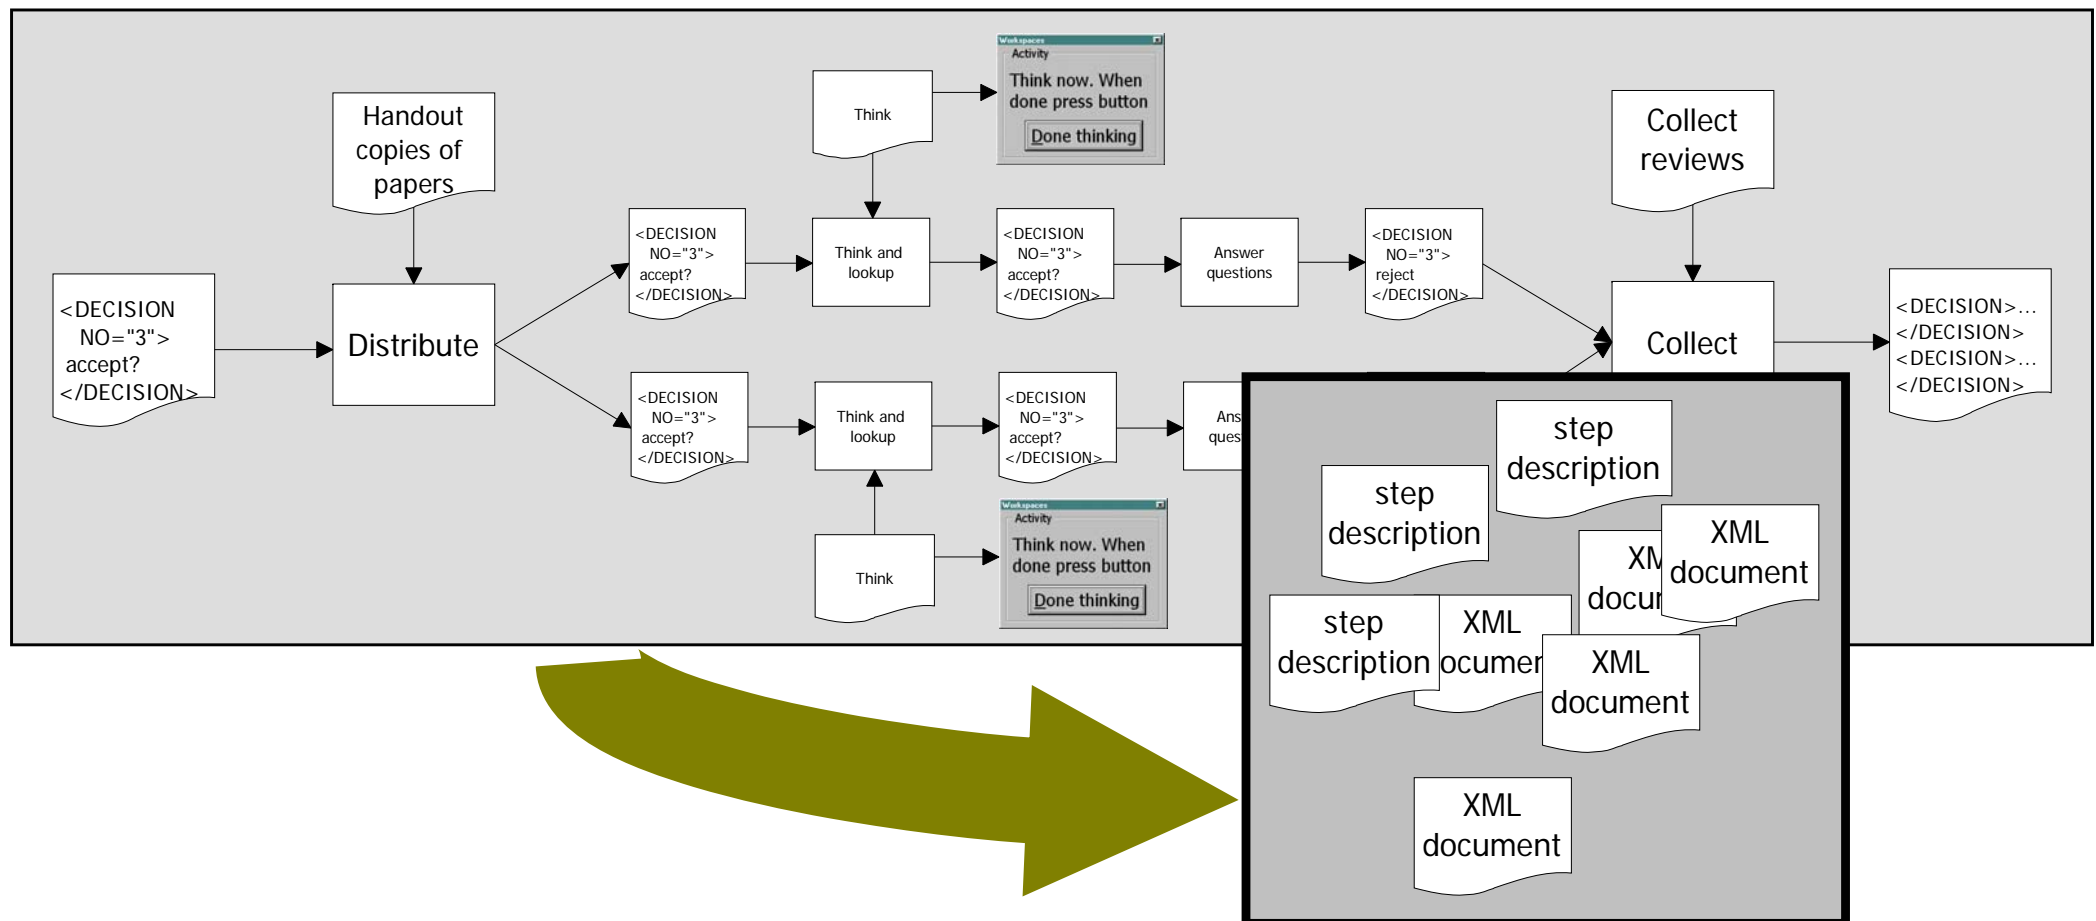 Workspaces
Activity
Think now. When
done press button
Done thinking
Handout
copies of
papers
Think
Collect
reviews
<DECISION
NO="3">
accept?
</DECISION>
Distribute
<DECISION
NO="3">
accept?
</DECISION>
Think and
lookup
<DECISION
NO="3">
accept?
</DECISION>
Answer
questions
<DECISION
NO="3">
reject
</DECISION>
Collect
<DECISION>...
</DECISION>
<DECISION>...
</DECISION>
<DECISION
NO="3">
accept?
</DECISION>
Think and
lookup
<DECISION
NO="3">
accept?
</DECISION>
Think
Workspaces
Activity
Think now. When
done press button
Done thinking
step
description
step
description
XML
document
step
description
XML
XML
document
XML
document